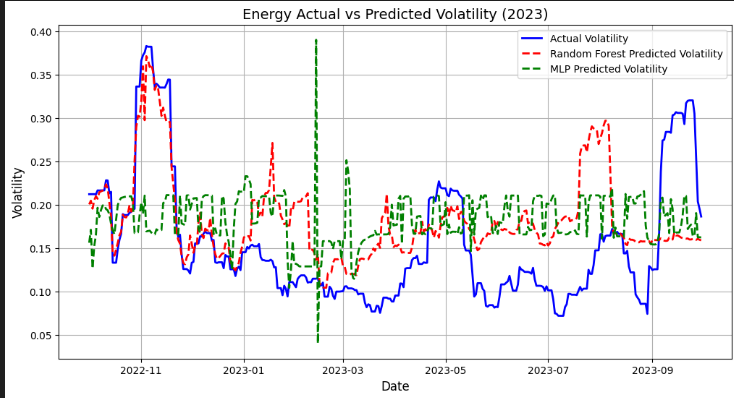 Energy Actual vs Predicted Volatility (2023)
Actual Volatility
Random Forest Predicted Volatility
MLP Predicted Volatility
Volatility
0.40
0.35
0.30
0.25
0.20
0.15
0.10
0.05
2022-11 2023-01 2023-03 2023-05 2023-07 2023-09
Date